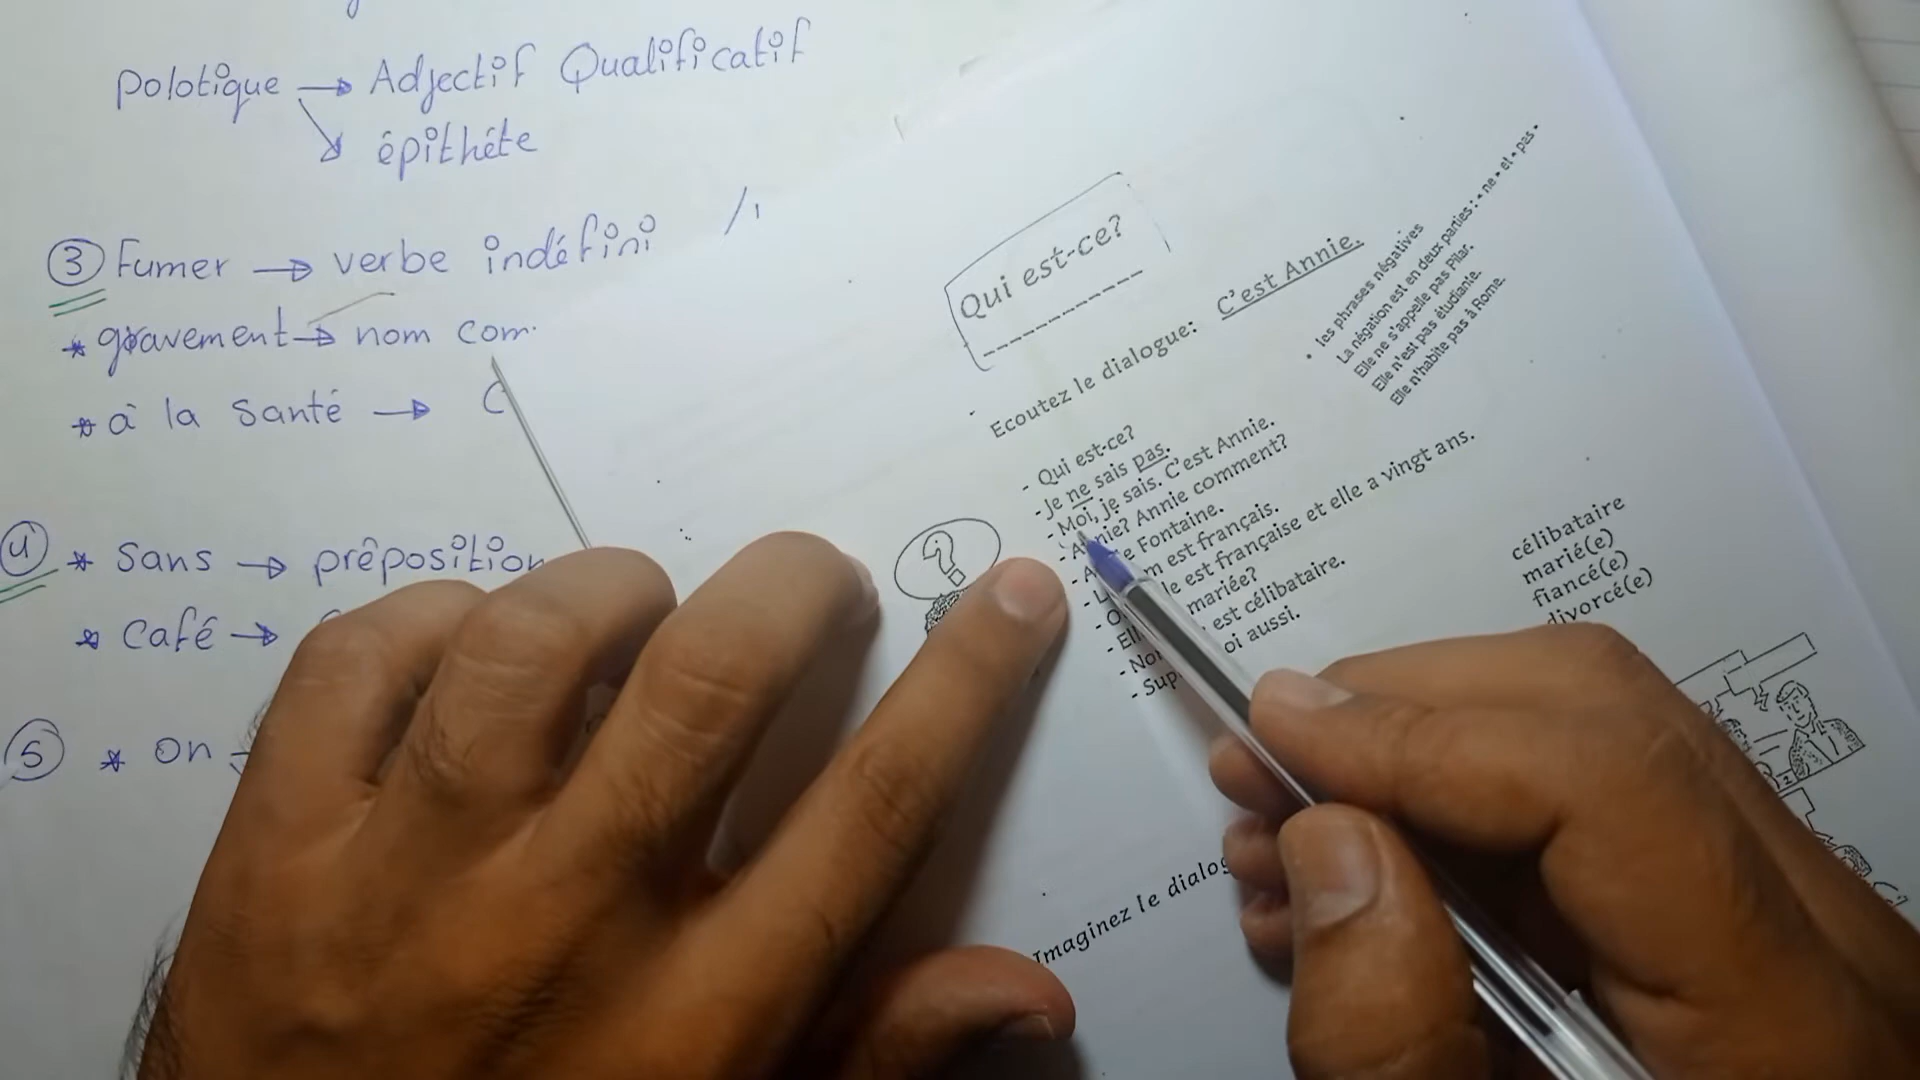 Polotique → Adjectif Qualificatif
épithéte
③ Fumer → verbe indéfini
* gravement → nom com
* à la Santé →
④ * Sans → prêposition
* Café →
⑤ * On
Qui est-ce?
Ecoutez le dialogue: C'est Annie.
- Qui est-ce?
- Je ne sais pas.
- Moi, je sais. C'est Annie.
- Annie? Annie comment?
Fontaine.
est français.
est française et elle a vingt ans.
mariée?
est célibataire.
oi aussi.
• les phrases négatives
La négation est en deux parties: « ne » et « pas »
Elle ne s'appelle pas Pilar.
Elle n'est pas étudiante.
Elle n'habite pas à Rome.
célibataire
marié(e)
fiancé(e)
divorcé(e)
Imaginez le dialog